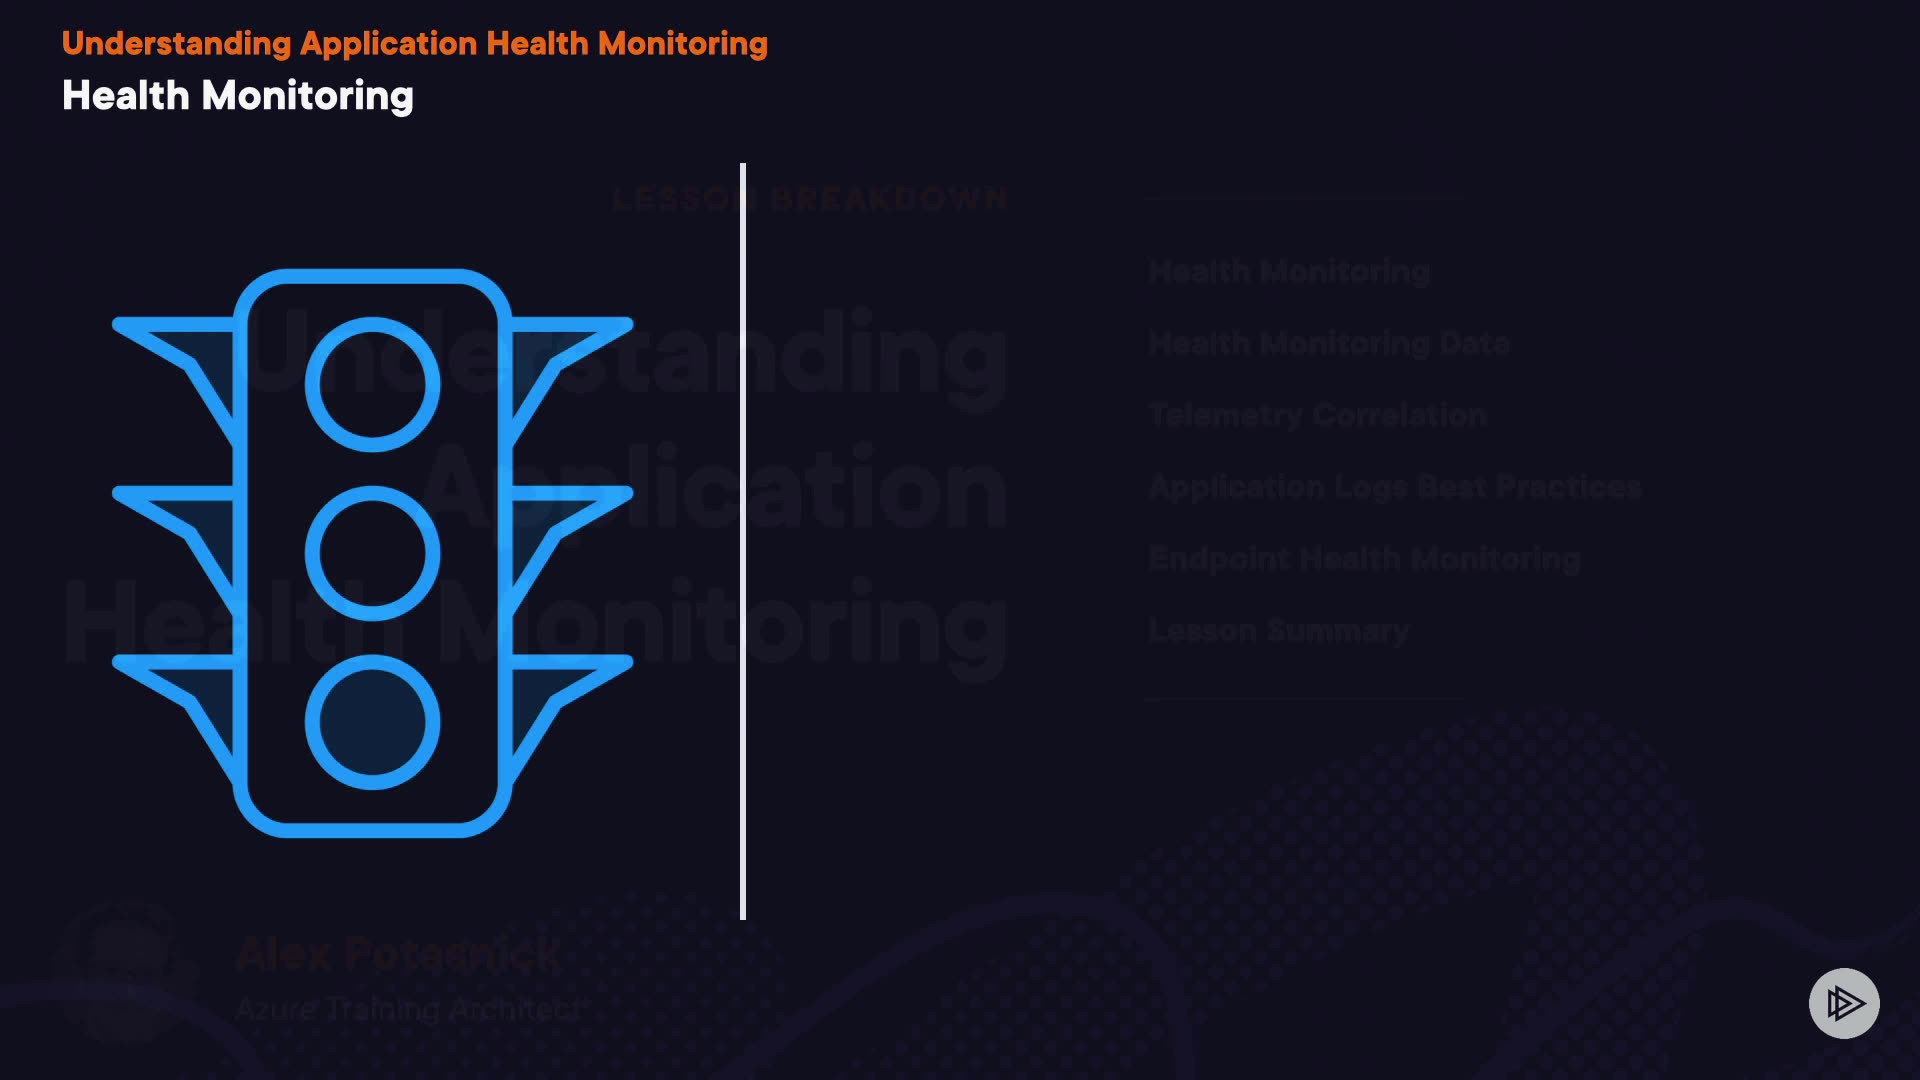 Understanding Application Health Monitoring
Health Monitoring
LESSON BREAKDOWN
Understanding
Application
Health Monitoring
Health Monitoring
Health Monitoring Data
Telemetry Correlation
Application Logs Best Practices
Endpoint Health Monitoring
Lesson Summary
Alex Potasnick
Azure Training Architect